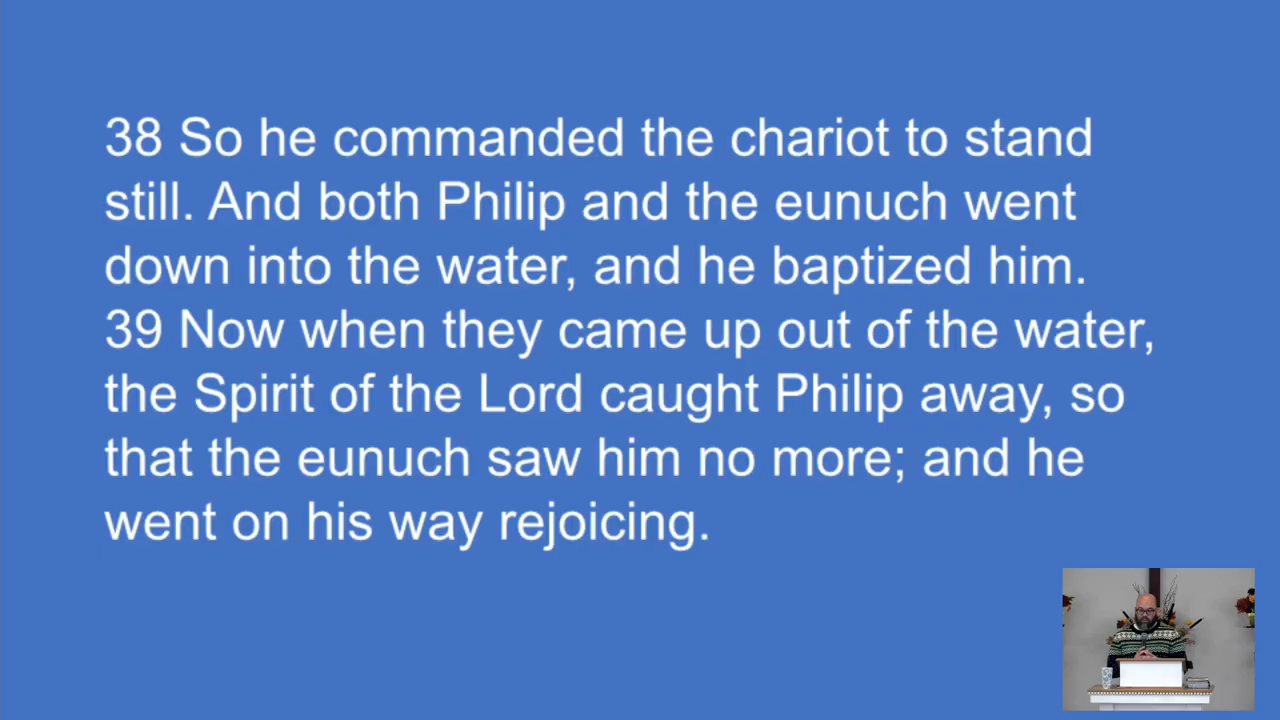 38 So he commanded the chariot to stand
still. And both Philip and the eunuch went
down into the water, and he baptized him.
39 Now when they came up out of the water,
the Spirit of the Lord caught Philip away, so
that the eunuch saw him no more; and he
went on his way rejoicing.